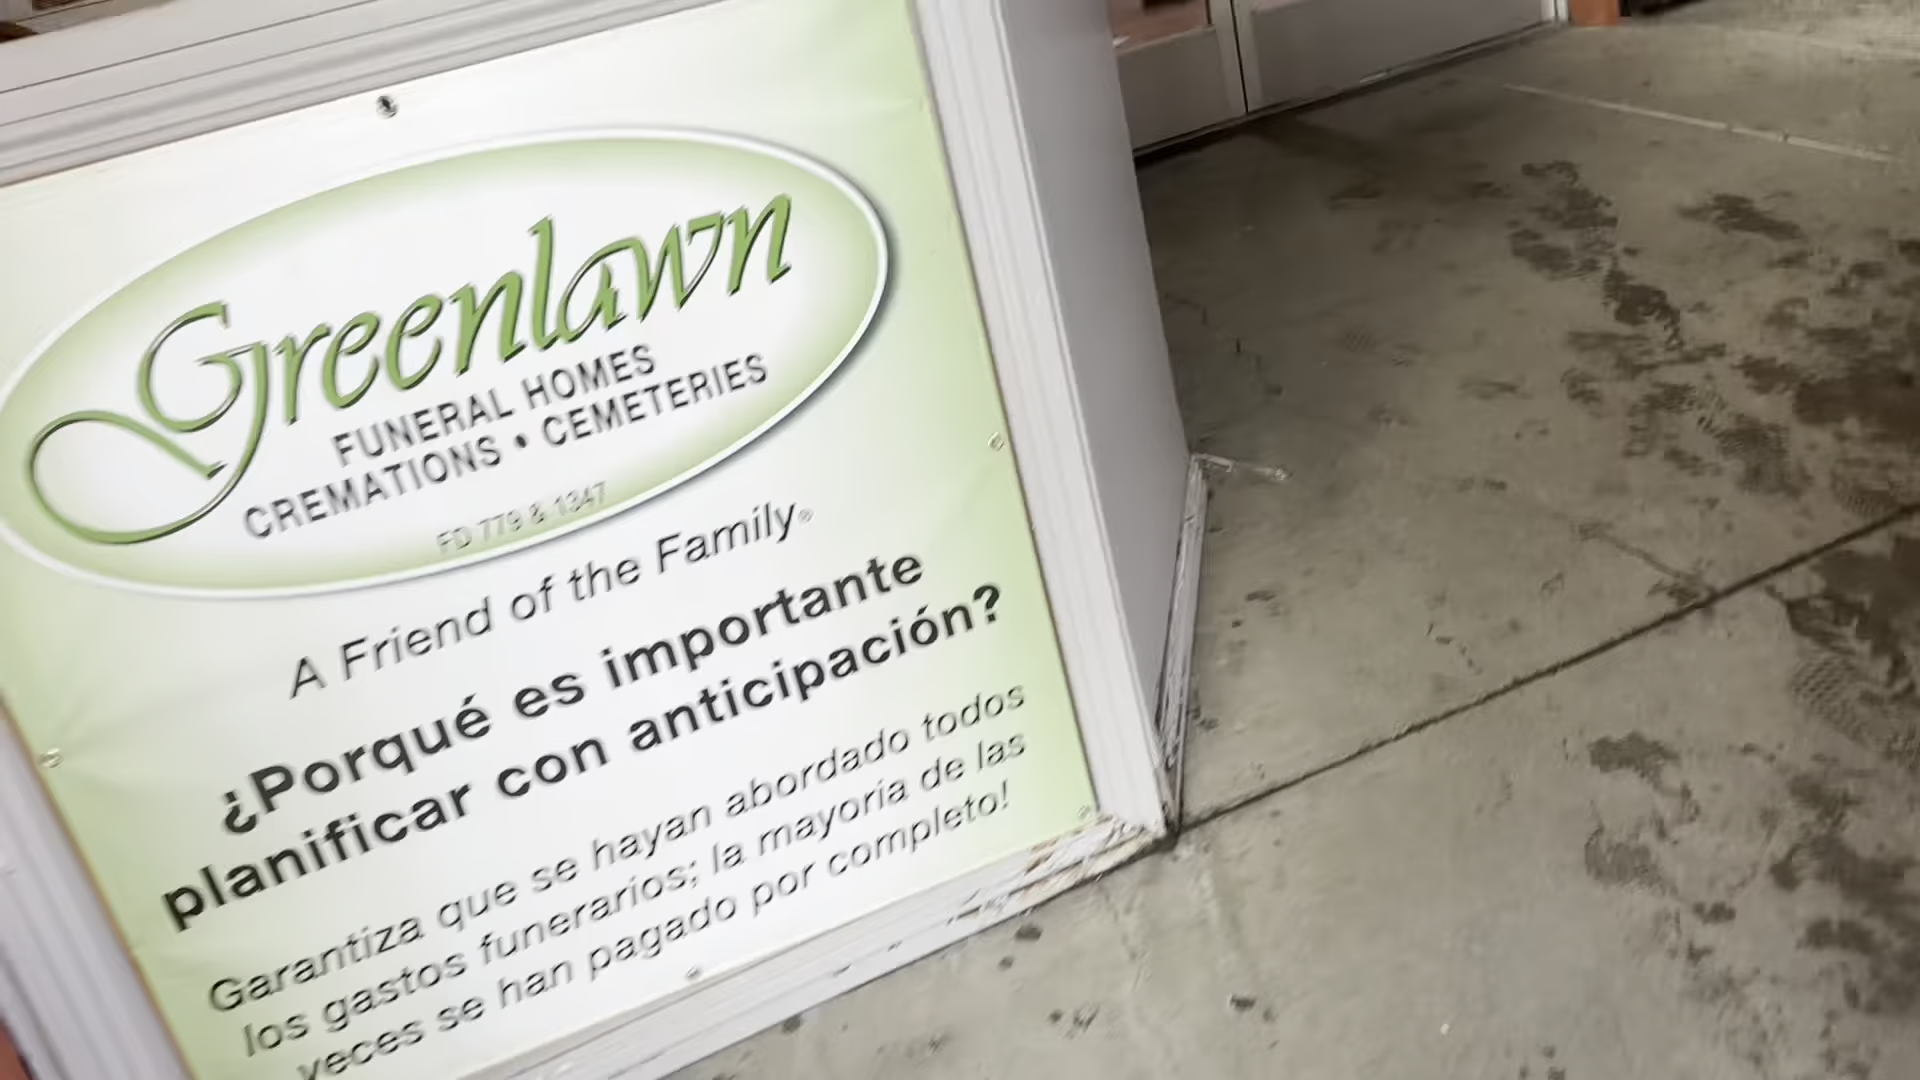 Greenlawn
FUNERAL HOMES
CREMATIONS • CEMETERIES
FD 779 & 1347
A Friend of the Family®
¿Porqué es importante
planificar con anticipación?
Garantiza que se hayan abordado todos
los gastos funerarios; la mayoria de las
veces se han pagado por completo!